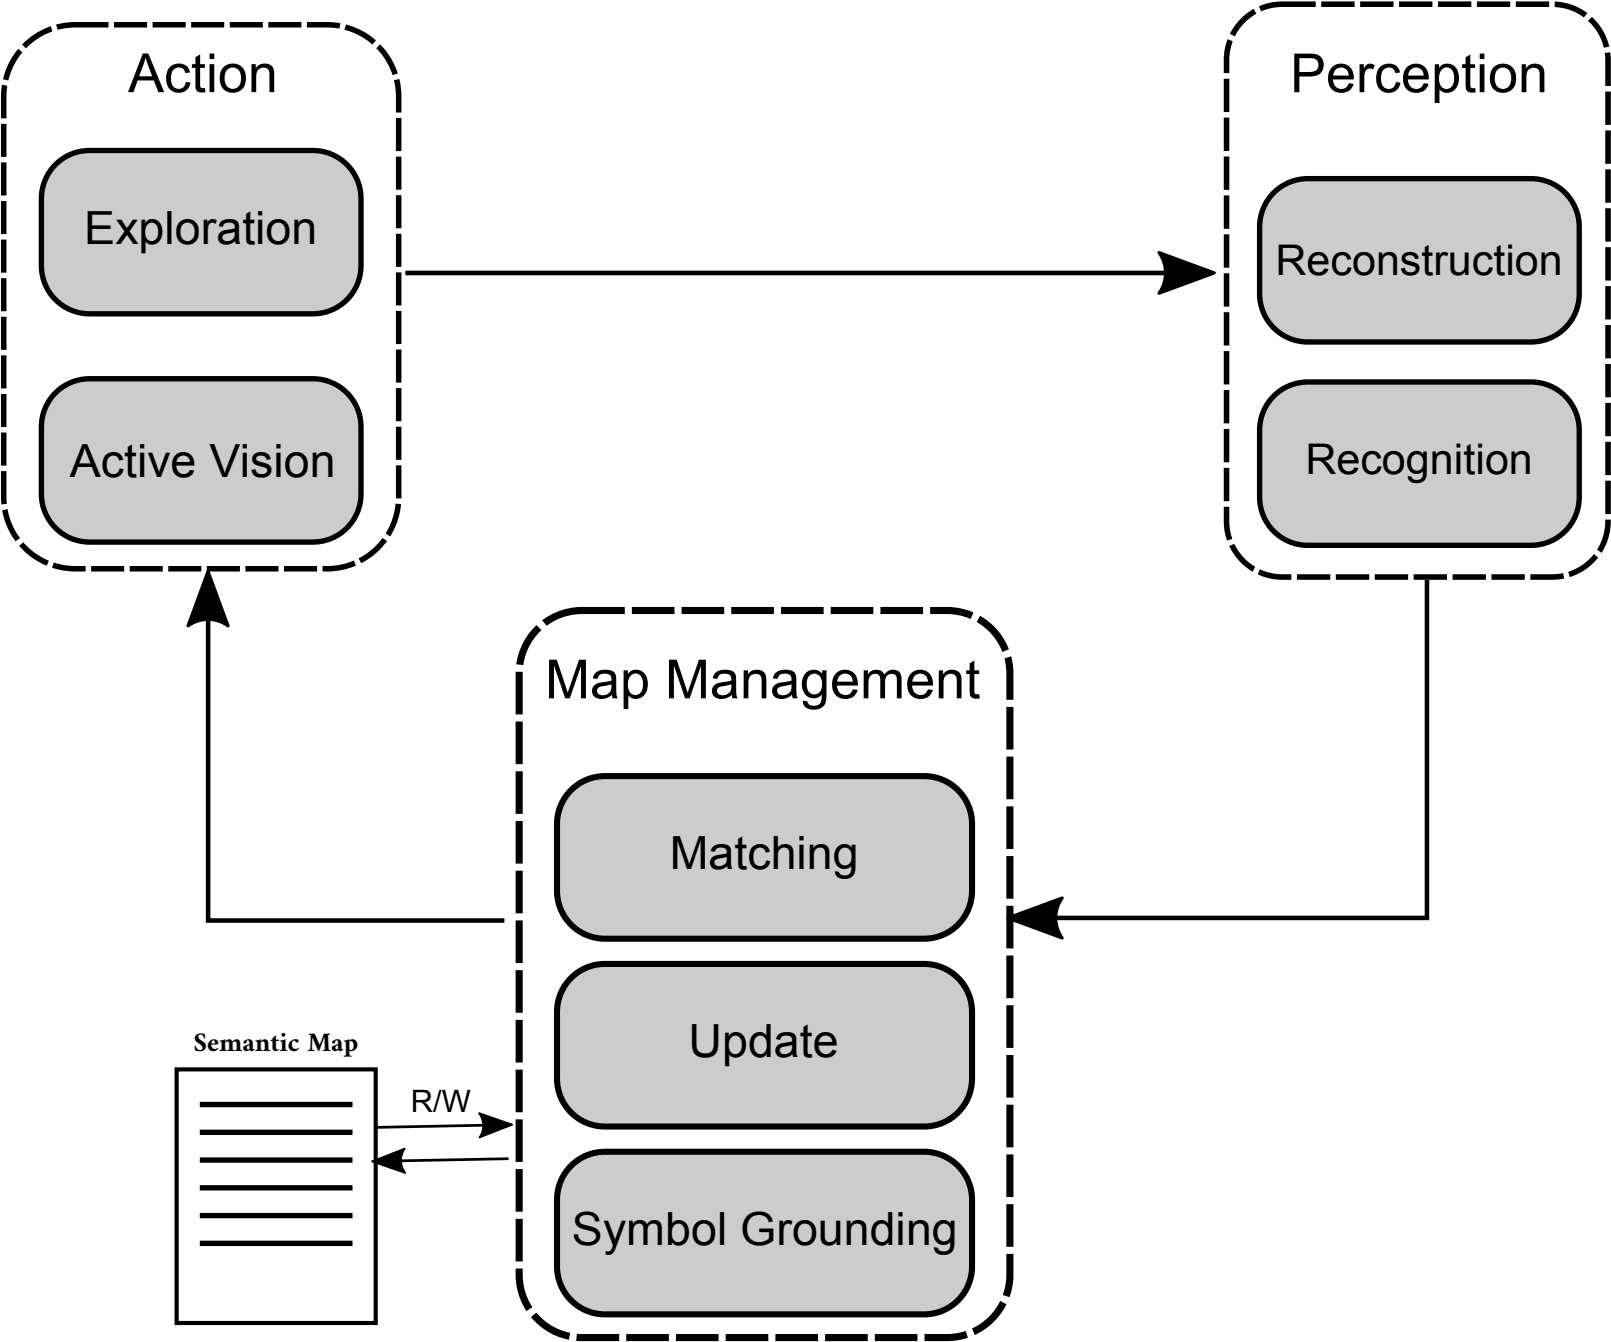 Action
Exploration
Active Vision
Perception
Reconstruction
Recognition
Map Management
Matching
Update
Symbol Grounding
Semantic Map
R/W